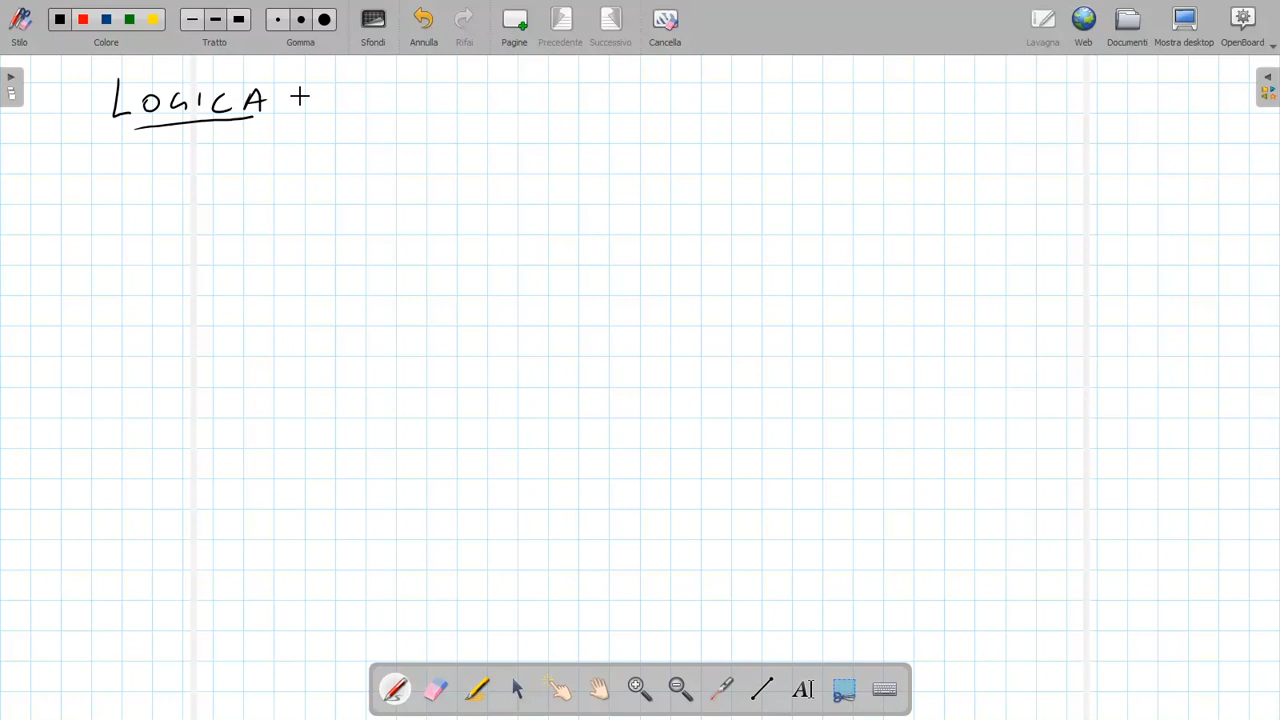 Stilo Colore Tratto Gomma Sfondi Annulla Rifai Pagine Precedente Successivo Cancella Lavagna Web Documenti Mostra desktop OpenBoard
LOGICA +